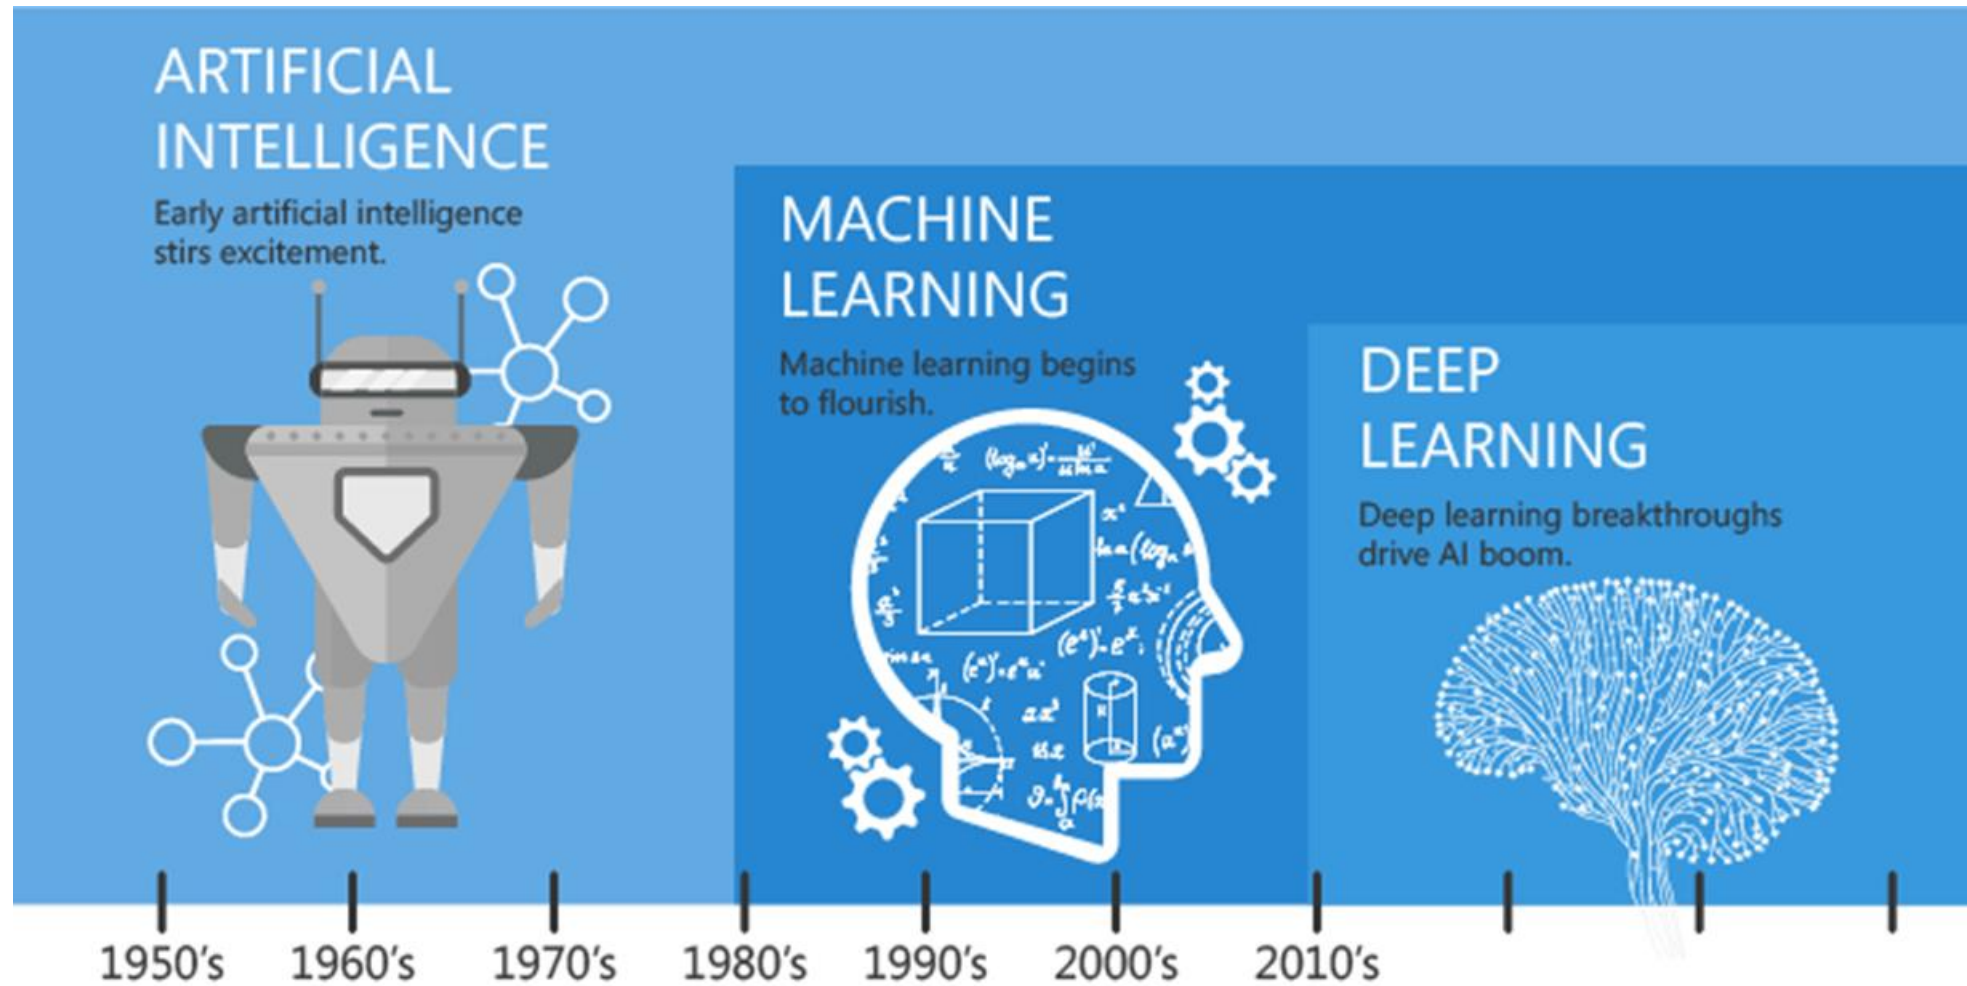 ARTIFICIAL
INTELLIGENCE
Early artificial intelligence
stirs excitement.
MACHINE
LEARNING
Machine learning begins
to flourish.
DEEP
LEARNING
Deep learning breakthroughs
drive AI boom.
1950's 1960's 1970's 1980's 1990's 2000's 2010's